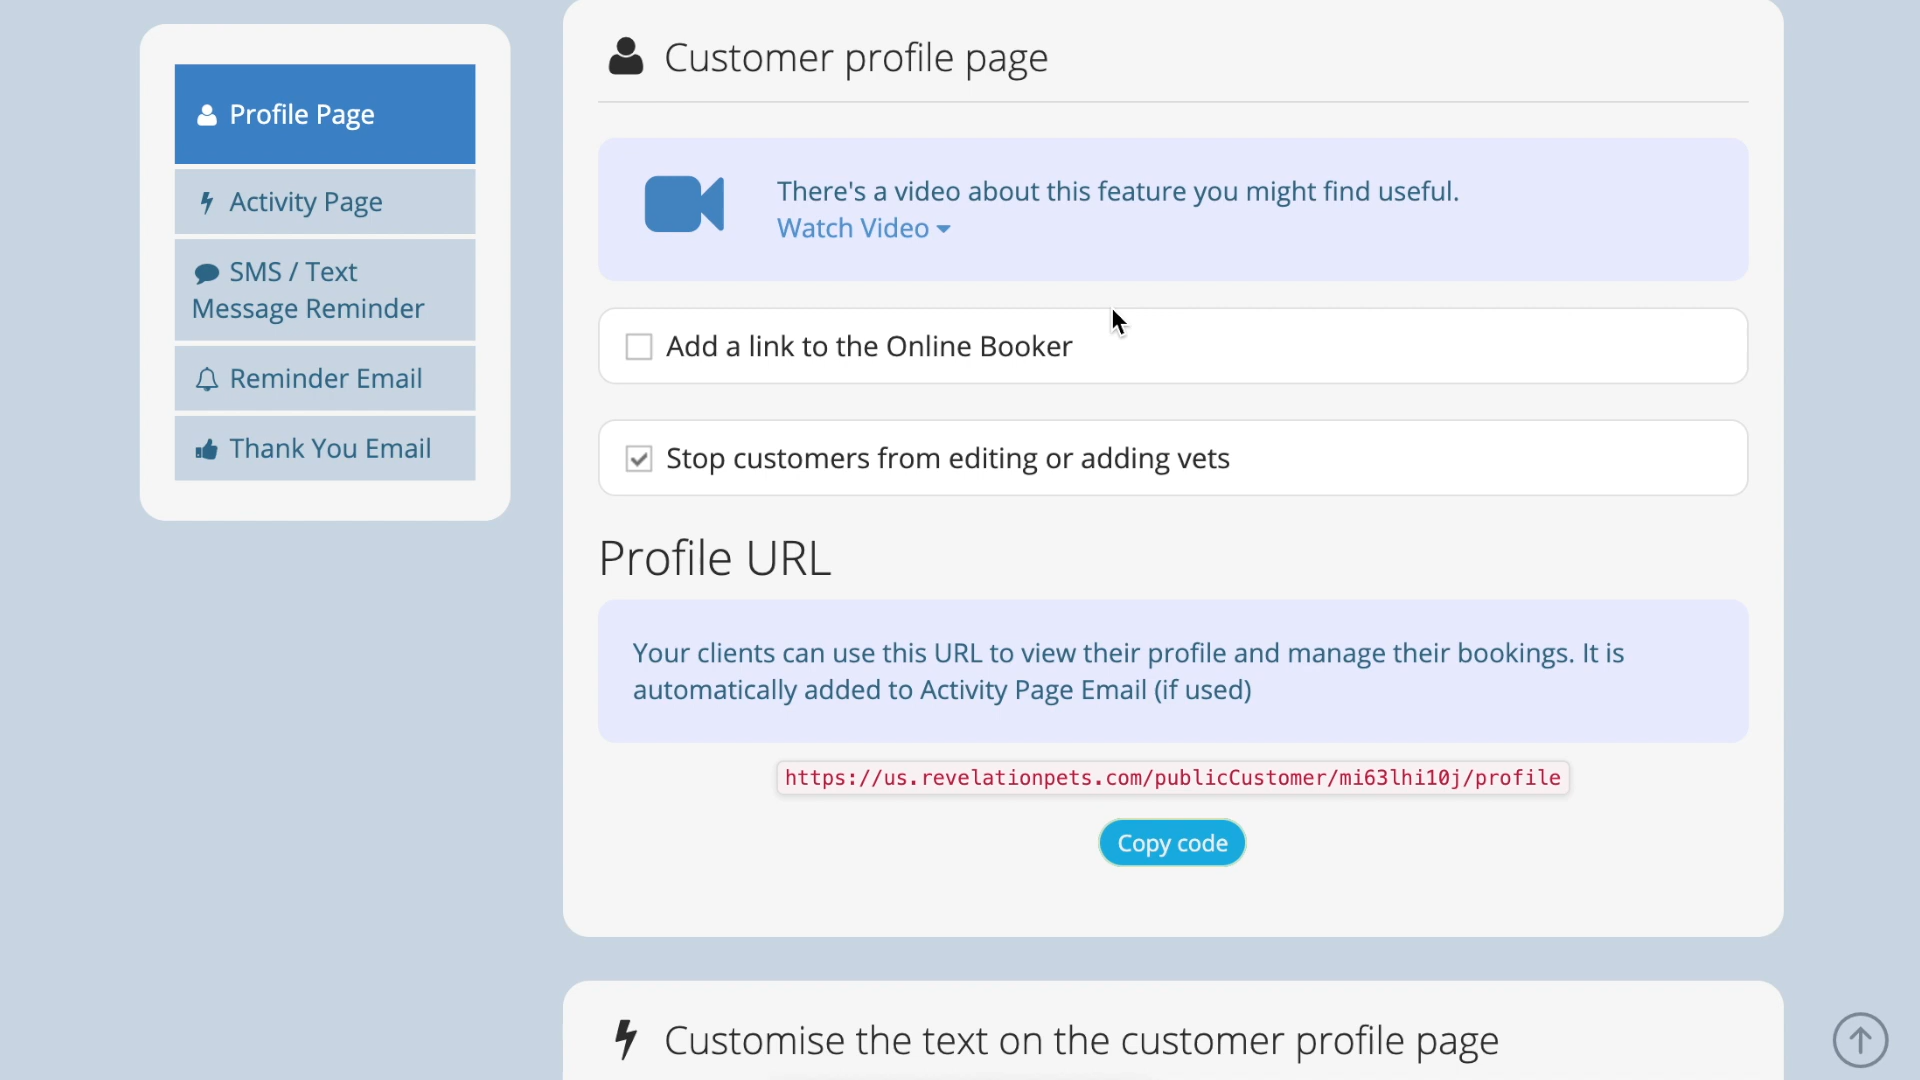 Profile Page
Activity Page
SMS / Text
Message Reminder
Reminder Email
Thank You Email
Customer profile page
There's a video about this feature you might find useful.
Watch Video
Add a link to the Online Booker
Stop customers from editing or adding vets
Profile URL
Your clients can use this URL to view their profile and manage their bookings. It is
automatically added to Activity Page Email (if used)
https://us.revelationpets.com/publicCustomer/mi63lhi10j/profile
Copy code
Customise the text on the customer profile page